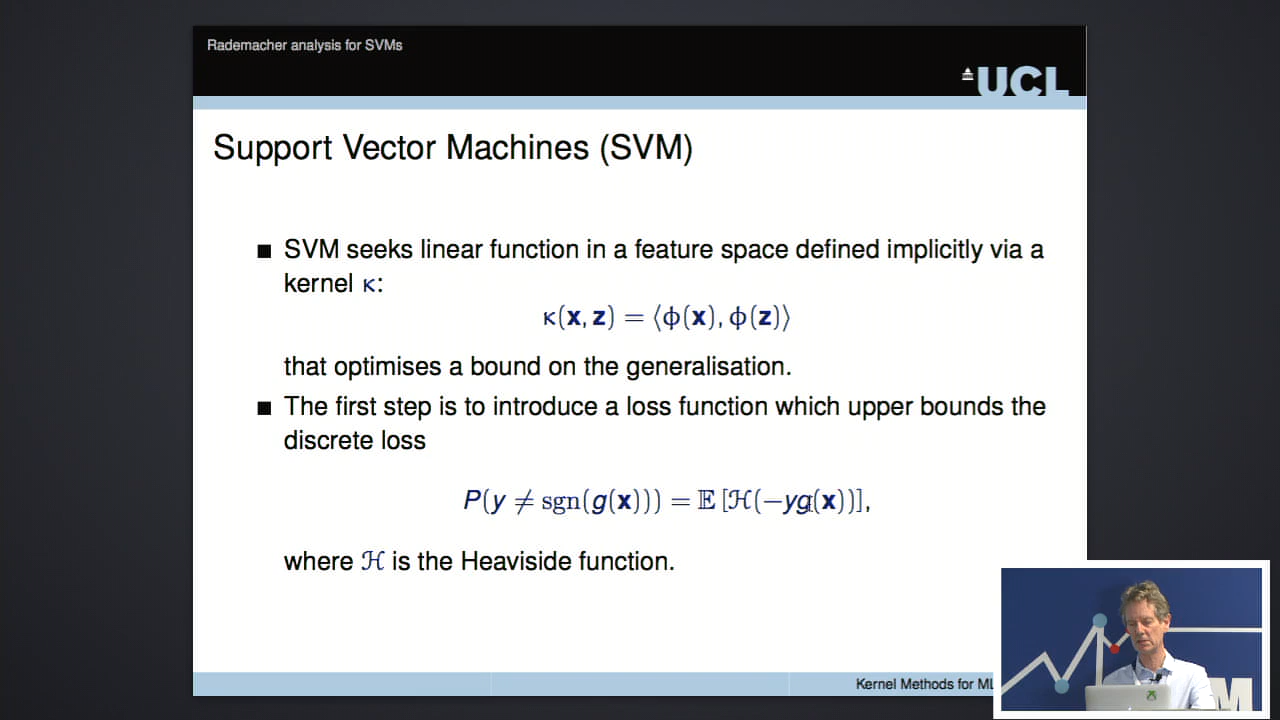 Rademacher analysis for SVMs
UCL
Support Vector Machines (SVM)
■ SVM seeks linear function in a feature space defined implicitly via a
kernel κ:
κ(x, z) = ⟨ϕ(x), ϕ(z)⟩
that optimises a bound on the generalisation.
■ The first step is to introduce a loss function which upper bounds the
discrete loss
P(y ≠ sgn(g(x))) = 𝔼 [ℋ(−yg(x))],
where ℋ is the Heaviside function.
Kernel Methods for ML
M